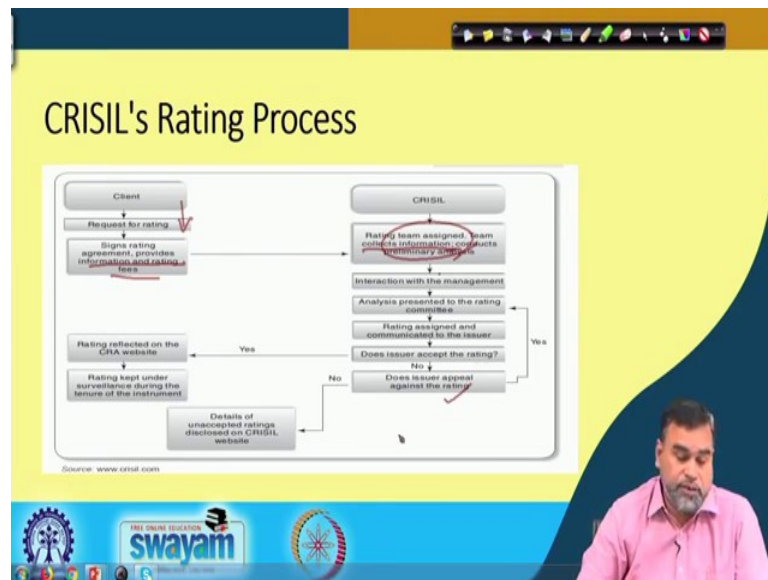 CRISIL's Rating Process
Client
Request for rating
Signs rating
agreement, provides
information and rating
fees
CRISIL
Rating team assigned. Team
collects information; conducts
preliminary analysis
Interaction with the management
Analysis presented to the rating
committee
Rating assigned and
communicated to the issuer
Yes
Does issuer accept the rating?
Yes
No
Does issuer appeal
against the rating
No
Rating reflected on the
CRA website
Rating kept under
surveillance during the
tenure of the instrument
Details of
unaccepted ratings
disclosed on CRISIL
website
Source: www.crisil.com
FREE ONLINE EDUCATION
swayam